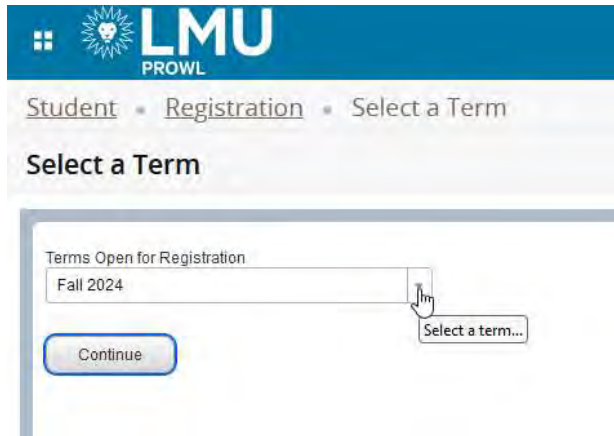 LMU
PROWL
Student • Registration • Select a Term
Select a Term
Terms Open for Registration
Fall 2024
Select a term...
Continue